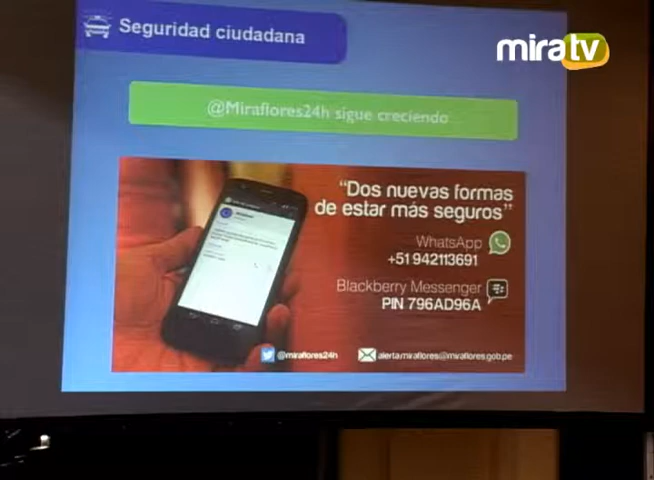 Seguridad ciudadana
miratv
@Miraflores24h sigue creciendo
“Dos nuevas formas
de estar más seguros”
WhatsApp
+51 942113691
Blackberry Messenger
PIN 796AD96A
@miraflores24h
alerta.miraflores@miraflores.gob.pe